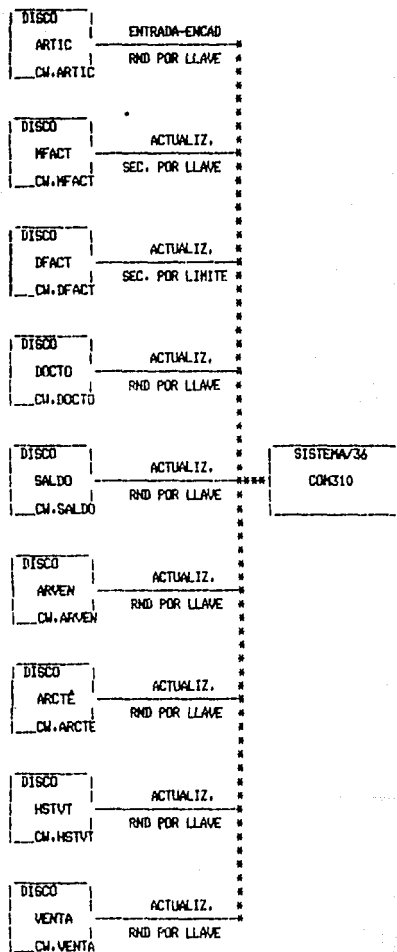 DISCO
ARTIC ENTRADA-ENCAD
CW.ARTIC RND POR LLAVE
DISCO
MFACT ACTUALIZ.
CW.MFACT SEC. POR LLAVE
DISCO
DFACT ACTUALIZ.
CW.DFACT SEC. POR LIMITE
DISCO
DOCTO ACTUALIZ.
CW.DOCTO RND POR LLAVE
DISCO SISTEMA/36
SALDO ACTUALIZ. COM310
CW.SALDO RND POR LLAVE
DISCO
ARVEN ACTUALIZ.
CW.ARVEN RND POR LLAVE
DISCO
ARCTE ACTUALIZ.
CW.ARCTE RND POR LLAVE
DISCO
HSTVT ACTUALIZ.
CW.HSTVT RND POR LLAVE
DISCO
VENTA ACTUALIZ.
CW.VENTA RND POR LLAVE